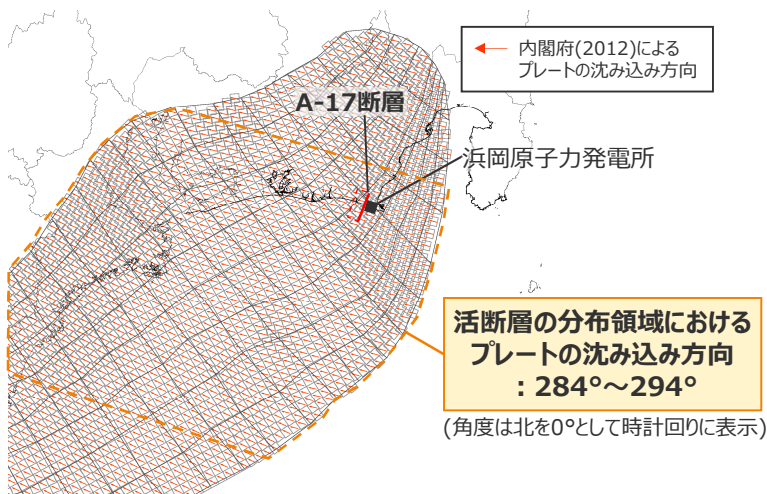 内閣府(2012)による
プレートの沈み込み方向
A-17断層
浜岡原子力発電所
活断層の分布領域における
プレートの沈み込み方向
：284°～294°
(角度は北を0°として時計回りに表示)